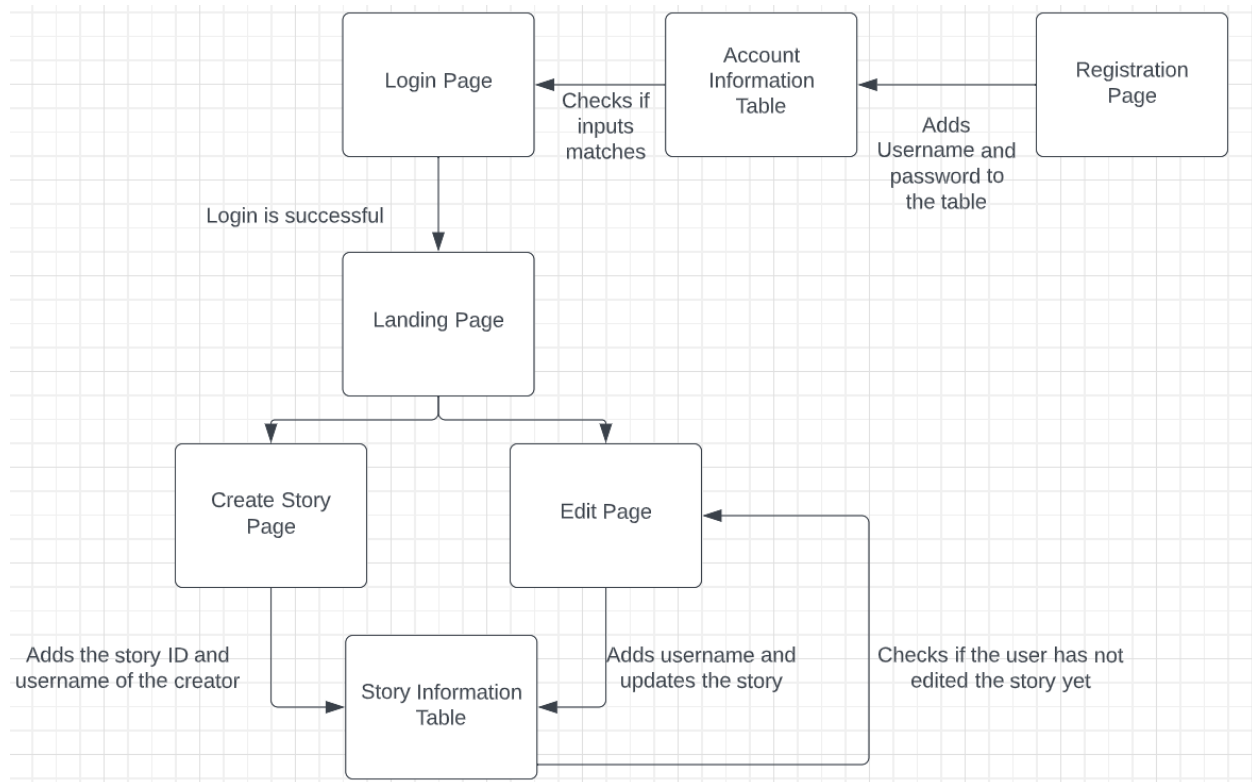 Login Page
Checks if
inputs
matches
Account
Information
Table
Adds
Username and
password to
the table
Registration
Page
Login is successful
Landing Page
Create Story
Page
Edit Page
Adds the story ID and
username of the creator
Story Information
Table
Adds username and
updates the story
Checks if the user has not
edited the story yet